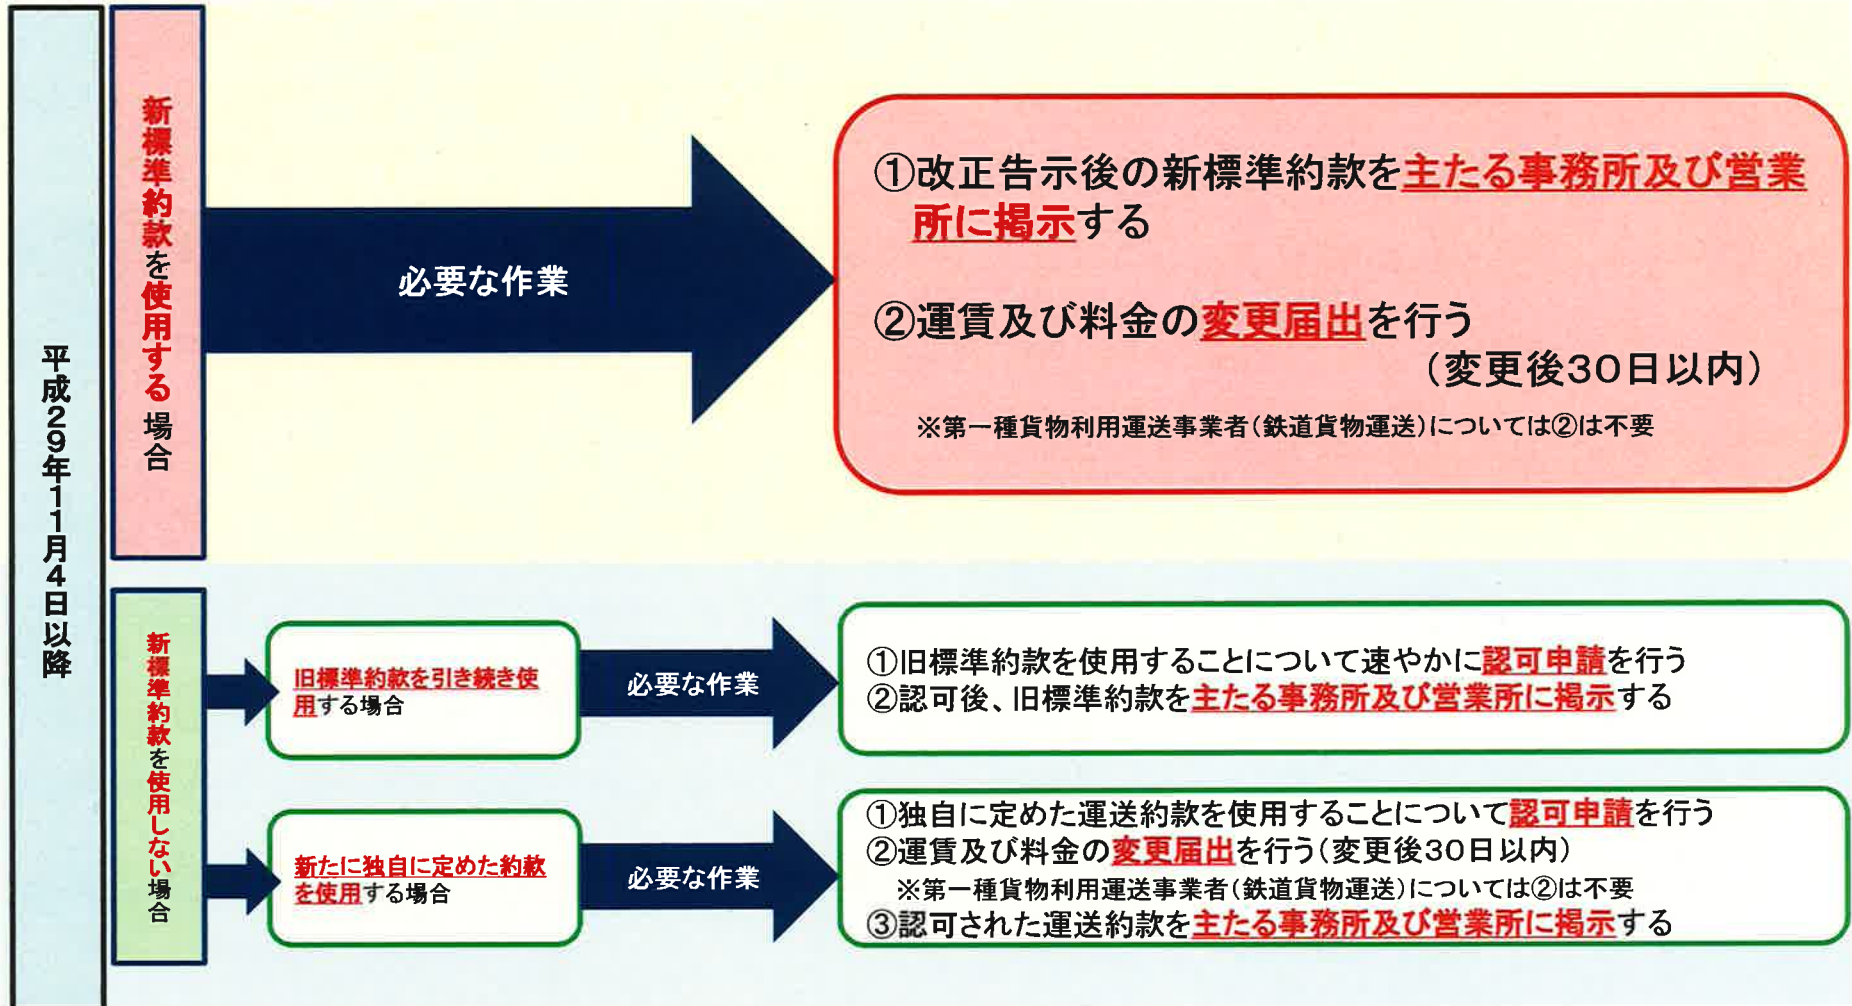 平成29年11月4日以降
新標準約款を使用する場合
必要な作業
①改正告示後の新標準約款を主たる事務所及び営業
所に掲示する
②運賃及び料金の変更届出を行う
(変更後30日以内)
※第一種貨物利用運送事業者(鉄道貨物運送)については②は不要
新標準約款を使用しない場合
旧標準約款を引き続き使
用する場合
必要な作業
①旧標準約款を使用することについて速やかに認可申請を行う
②認可後、旧標準約款を主たる事務所及び営業所に掲示する
新たに独自に定めた約款
を使用する場合
必要な作業
①独自に定めた運送約款を使用することについて認可申請を行う
②運賃及び料金の変更届出を行う(変更後30日以内)
※第一種貨物利用運送事業者(鉄道貨物運送)については②は不要
③認可された運送約款を主たる事務所及び営業所に掲示する